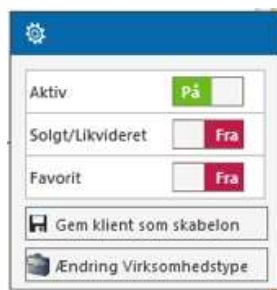 Aktiv På
Solgt/Likvideret Fra
Favorit Fra
Gem klient som skabelon
Ændring Virksomhedstype